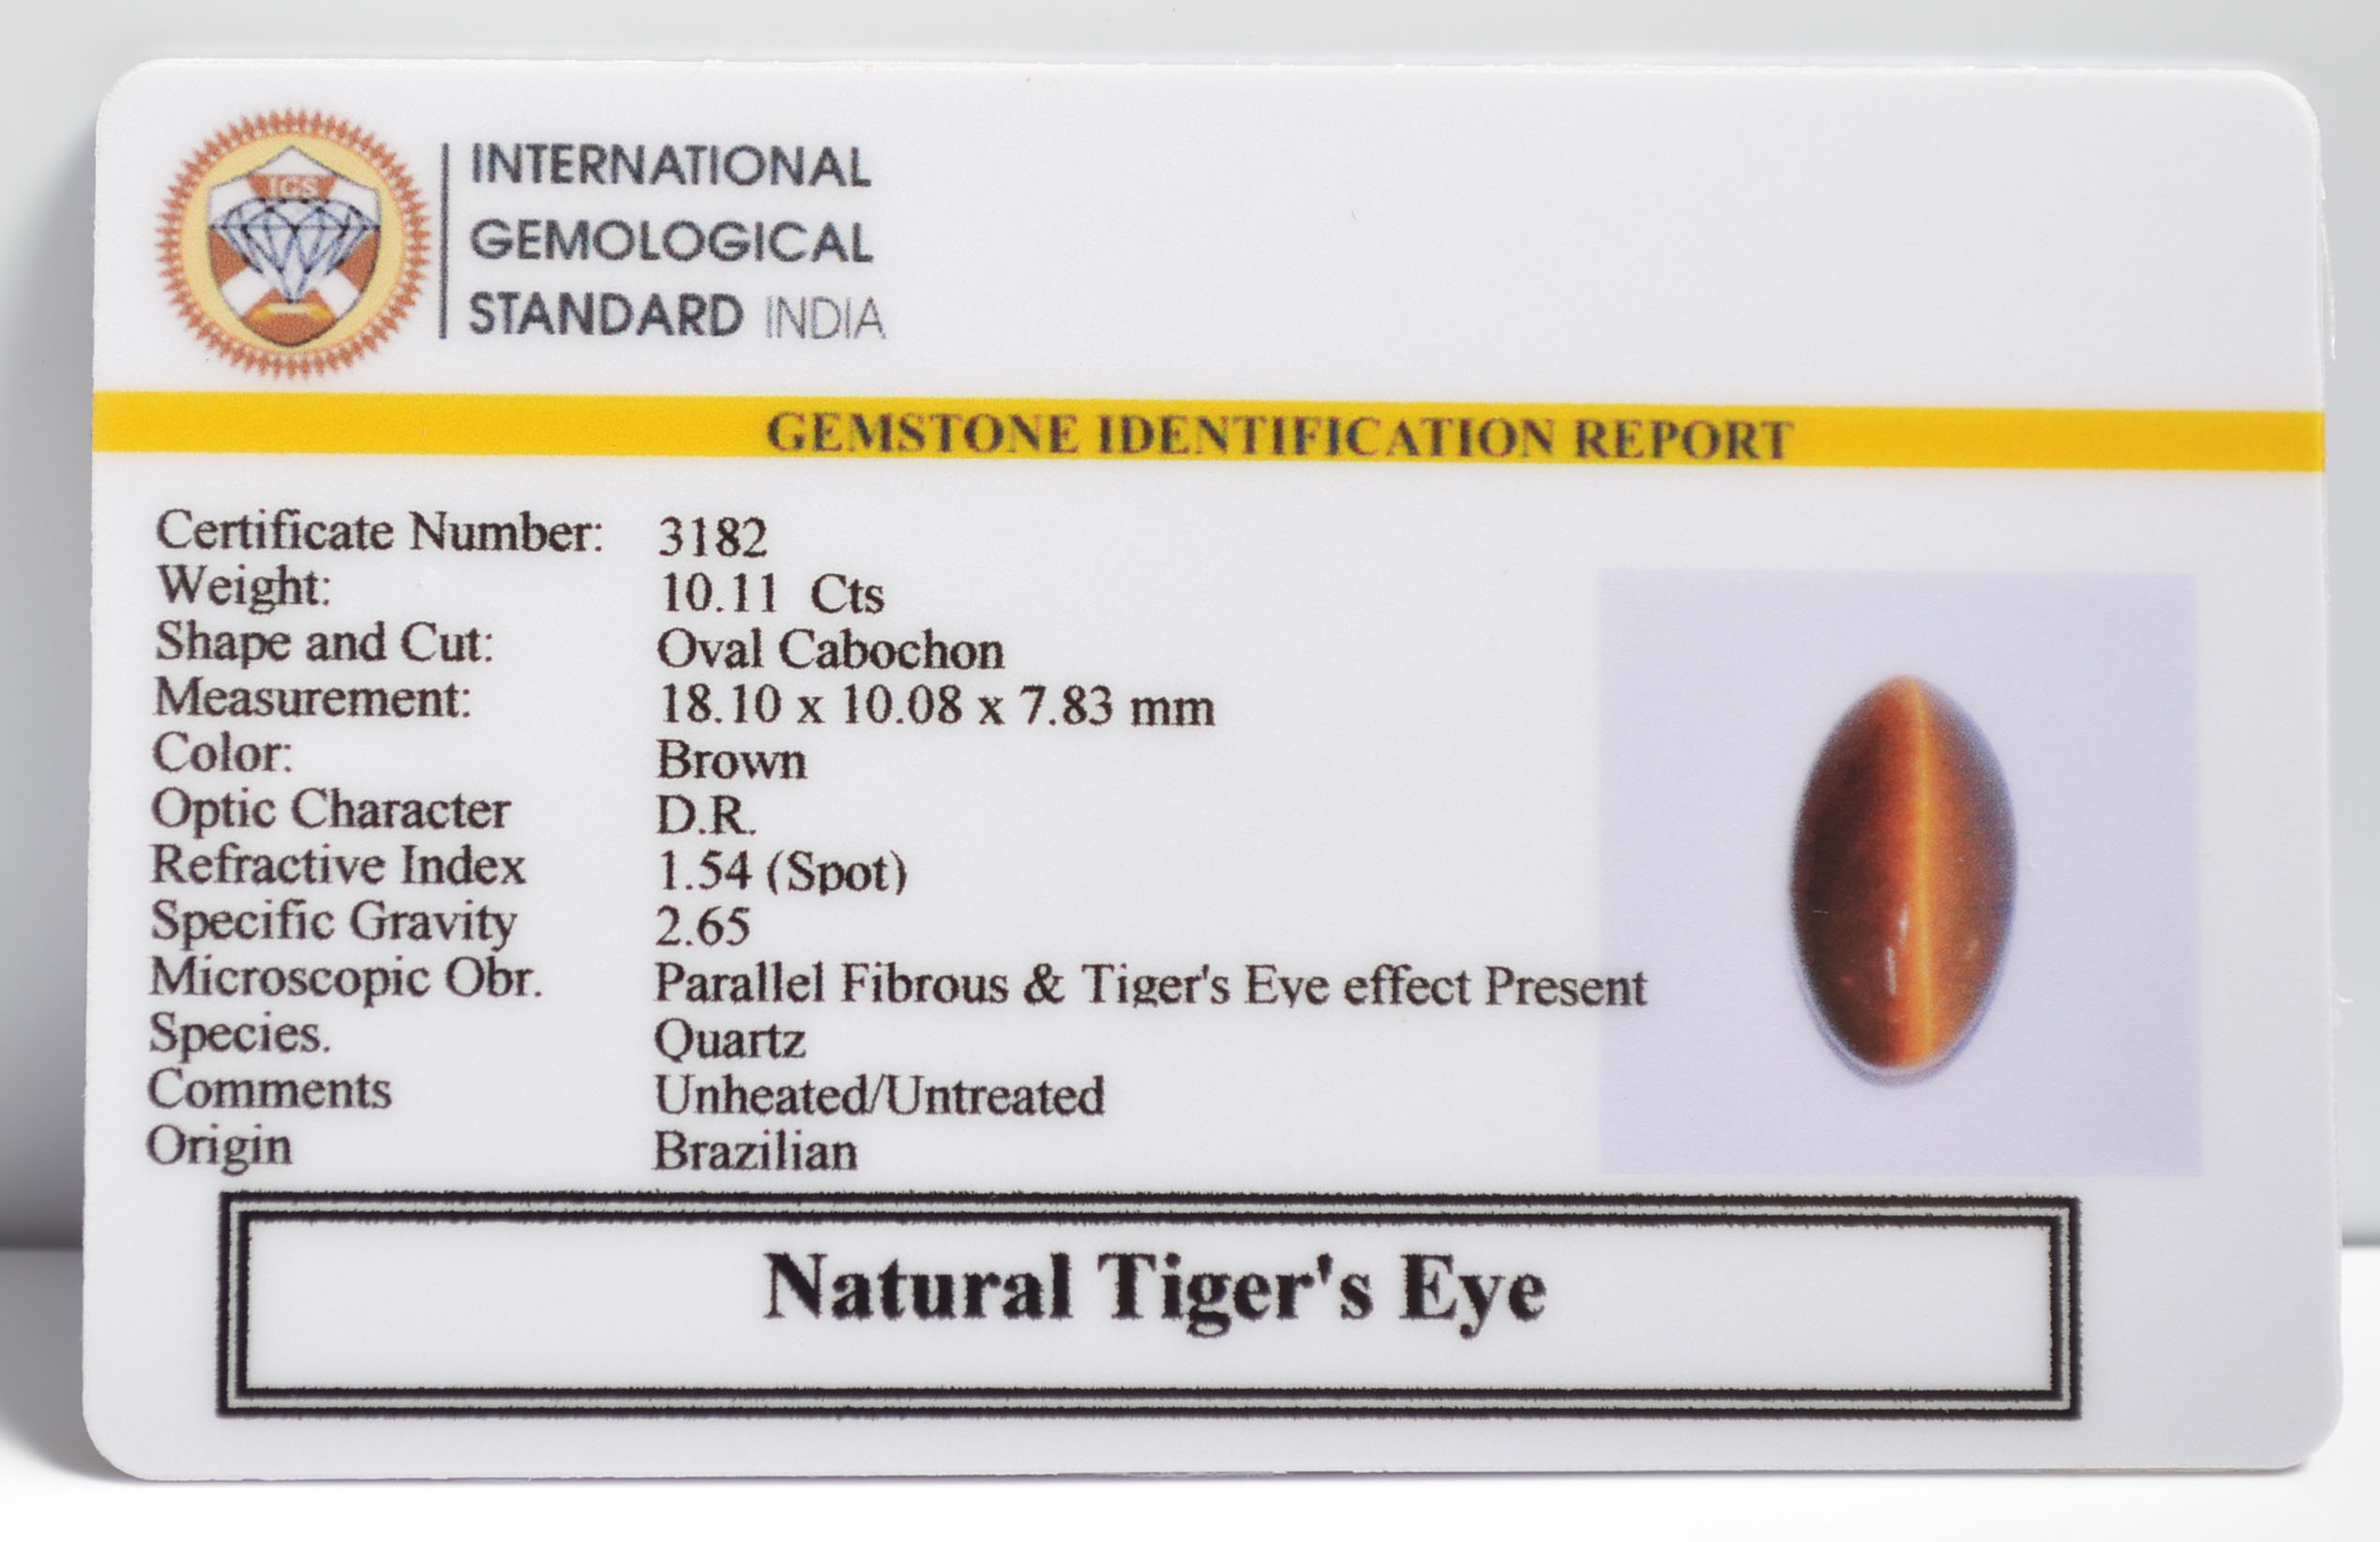 IGS
INTERNATIONAL
GEMOLOGICAL
STANDARD INDIA
GEMSTONE IDENTIFICATION REPORT
Certificate Number: 3182
Weight: 10.11 Cts
Shape and Cut: Oval Cabochon
Measurement: 18.10 x 10.08 x 7.83 mm
Color: Brown
Optic Character D.R.
Refractive Index 1.54 (Spot)
Specific Gravity 2.65
Microscopic Obr. Parallel Fibrous & Tiger's Eye effect Present
Species. Quartz
Comments Unheated/Untreated
Origin Brazilian
Natural Tiger's Eye